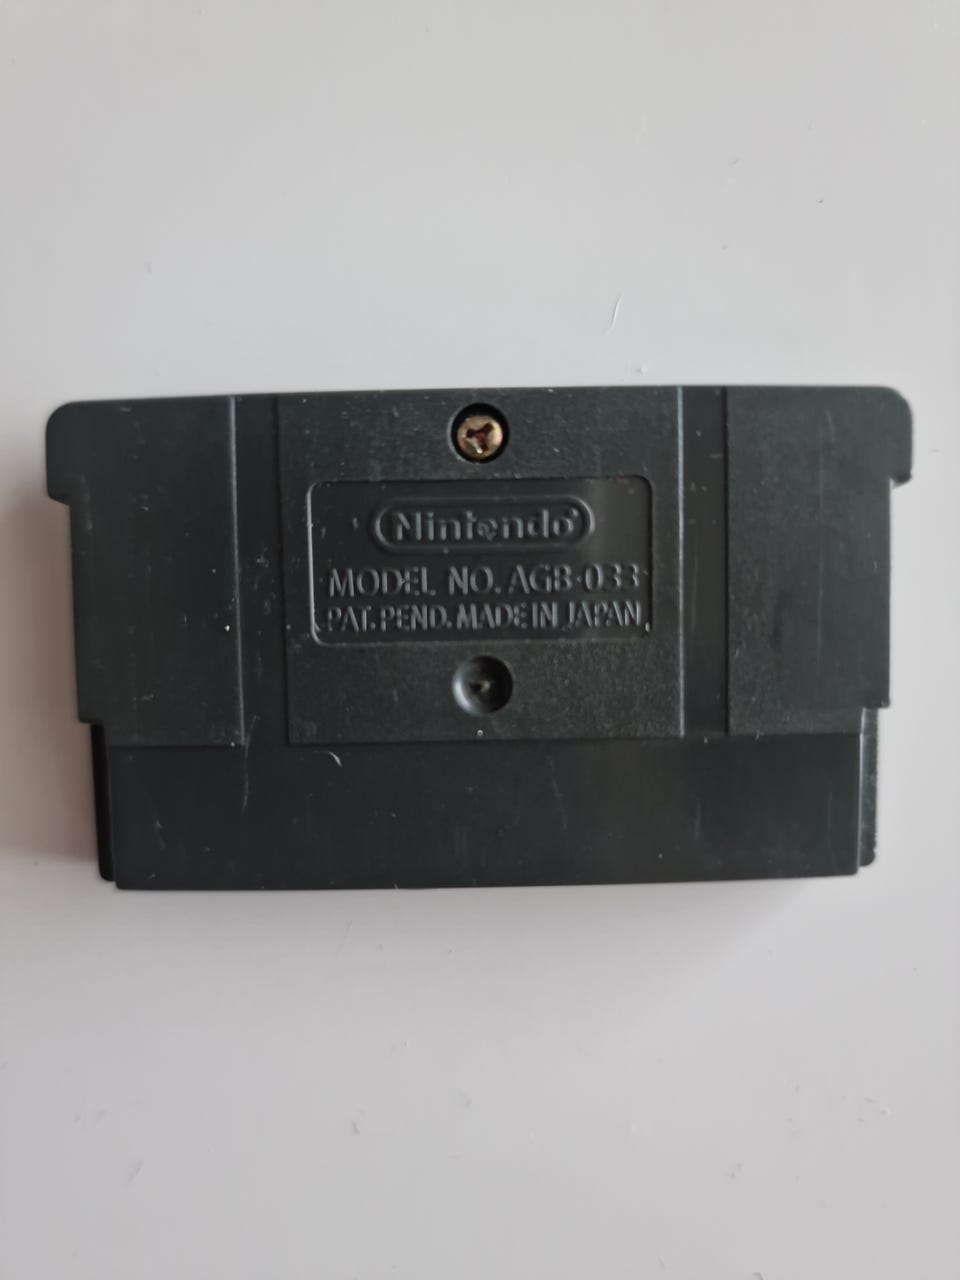 Nintendo
MODEL NO. AGB-033
PAT. PEND. MADE IN JAPAN